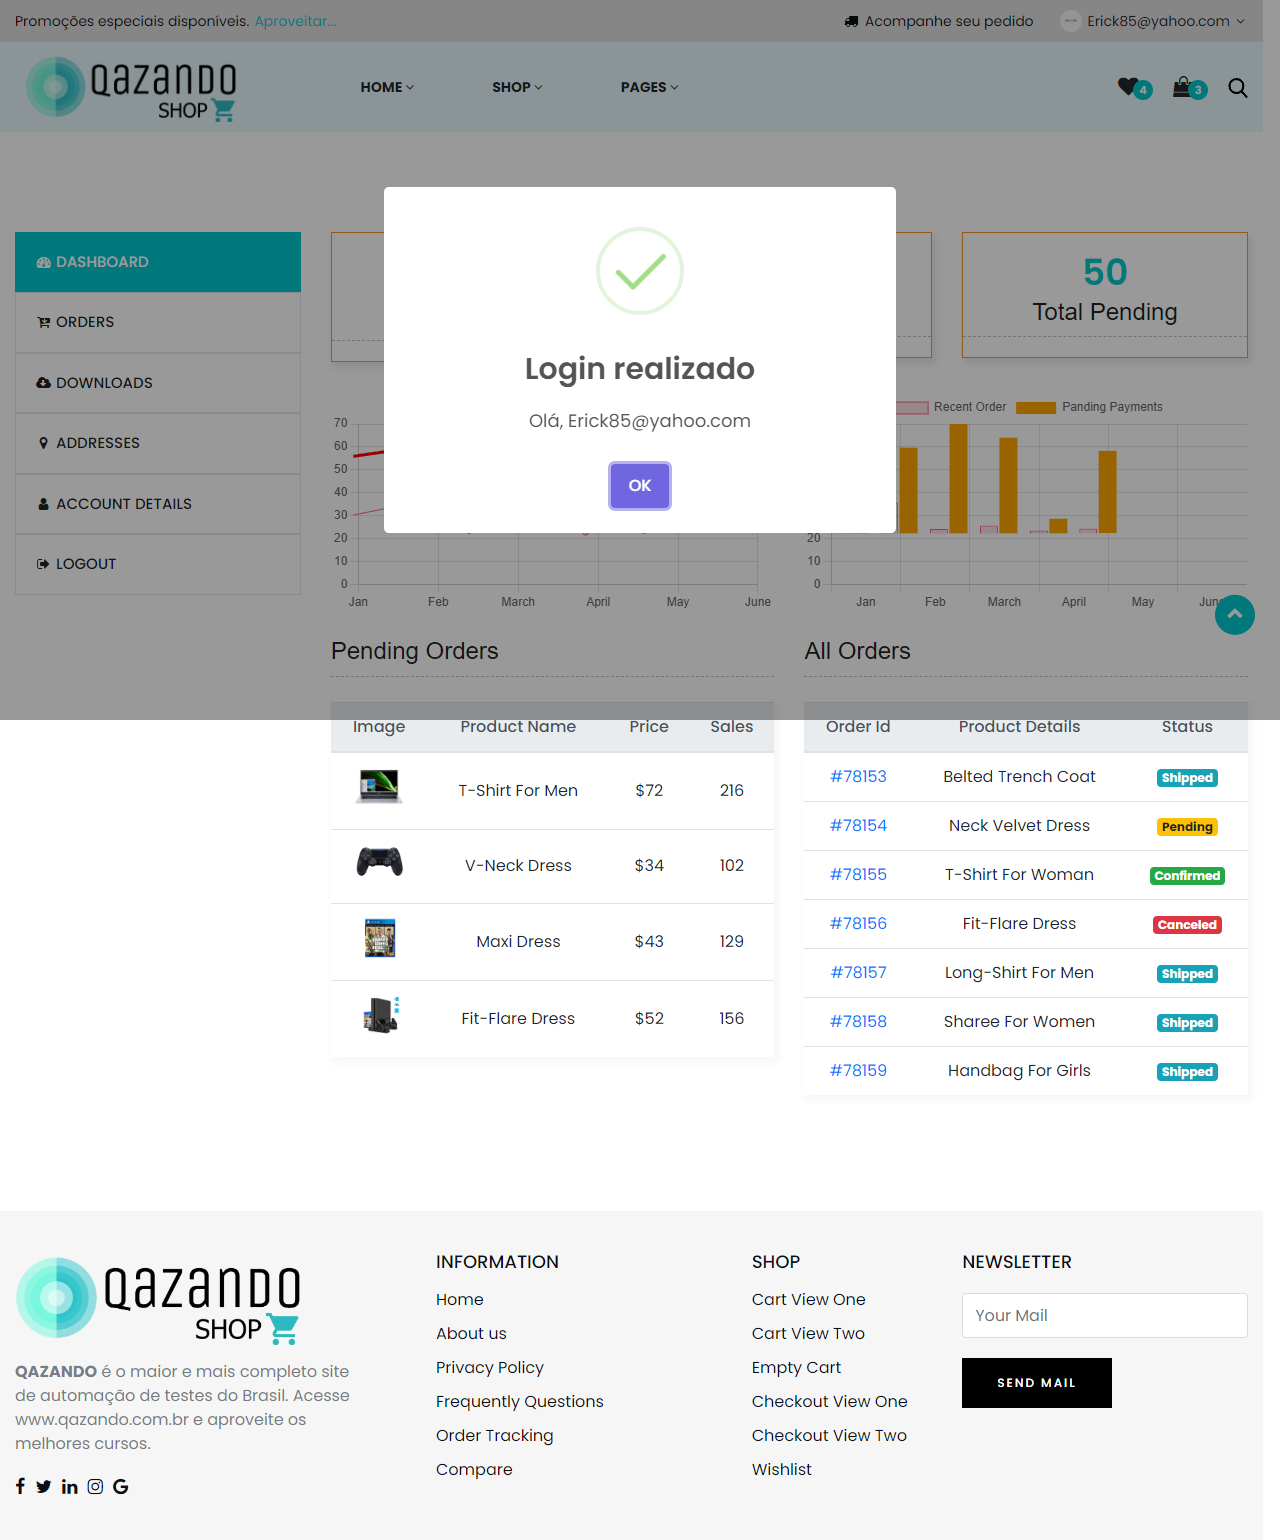 Promoções especiais disponíveis. Aproveitar...
Acompanhe seu pedido
Erick85@yahoo.com
QAZANDO
SHOP
HOME
SHOP
PAGES
4
3
DASHBOARD
ORDERS
DOWNLOADS
ADDRESSES
ACCOUNT DETAILS
LOGOUT
50
Total Pending
Login realizado
Olá, Erick85@yahoo.com
OK
70
60
50
40
30
20
10
0
Jan Feb March April May June
Recent Order Panding Payments
20
10
0
Jan Feb March April May June
Pending Orders
Image Product Name Price Sales
T-Shirt For Men $72 216
V-Neck Dress $34 102
Maxi Dress $43 129
Fit-Flare Dress $52 156
All Orders
Order Id Product Details Status
#78153 Belted Trench Coat Shipped
#78154 Neck Velvet Dress Pending
#78155 T-Shirt For Woman Confirmed
#78156 Fit-Flare Dress Canceled
#78157 Long-Shirt For Men Shipped
#78158 Sharee For Women Shipped
#78159 Handbag For Girls Shipped
QAZANDO
SHOP
QAZANDO é o maior e mais completo site
de automação de testes do Brasil. Acesse
www.qazando.com.br e aproveite os
melhores cursos.
INFORMATION
Home
About us
Privacy Policy
Frequently Questions
Order Tracking
Compare
SHOP
Cart View One
Cart View Two
Empty Cart
Checkout View One
Checkout View Two
Wishlist
NEWSLETTER
Your Mail
SEND MAIL